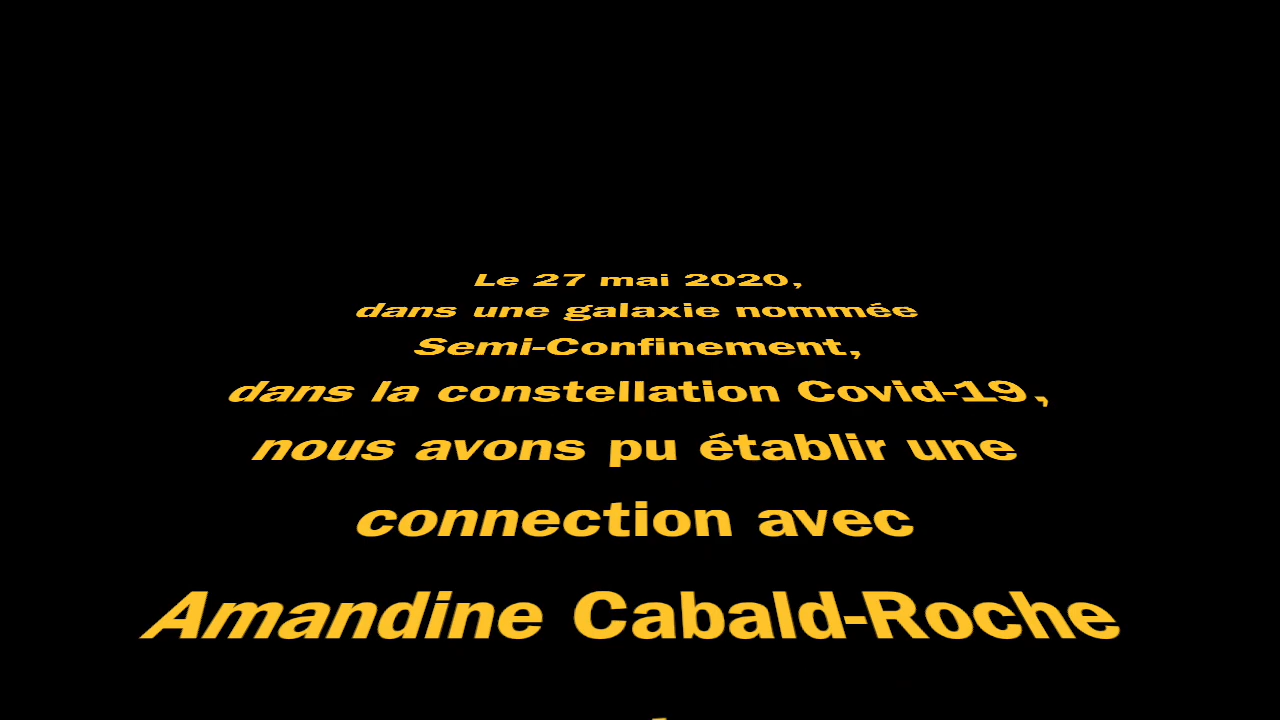 Le 27 mai 2020,
dans une galaxie nommée
Semi-Confinement,
dans la constellation Covid-19,
nous avons pu établir une
connection avec
Amandine Cabald-Roche